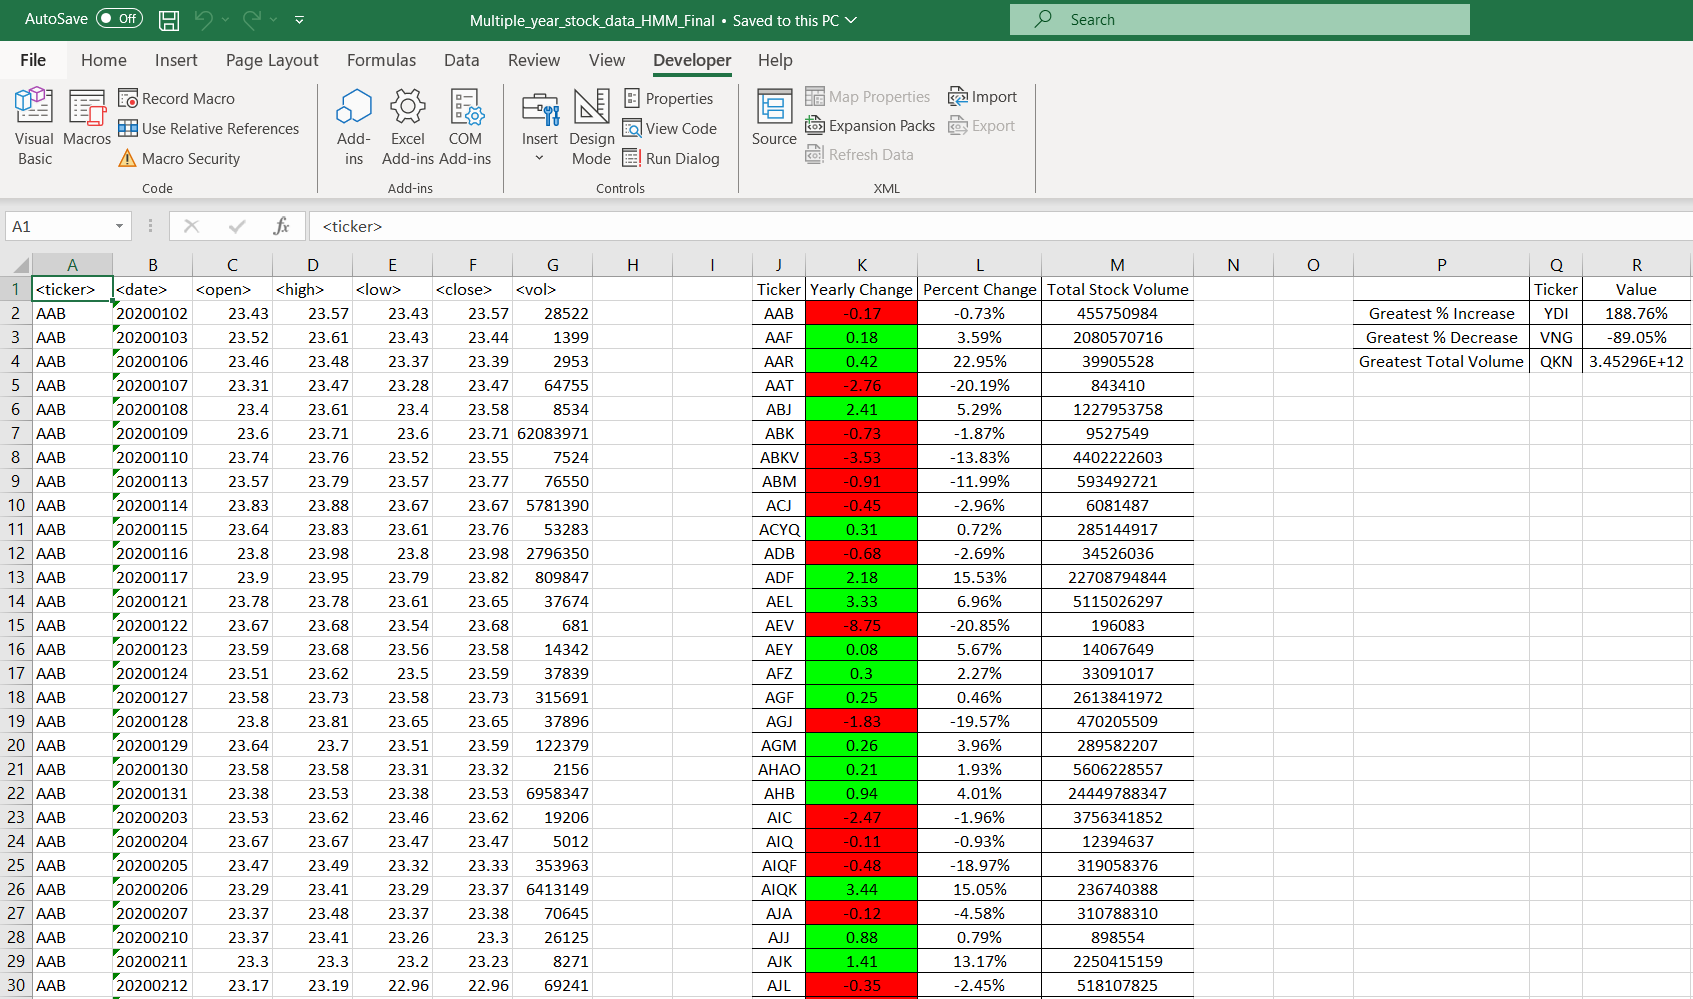 AutoSave Off Multiple_year_stock_data_HMM_Final • Saved to this PC Search
File Home Insert Page Layout Formulas Data Review View Developer Help
Visual Basic Macros Record Macro Use Relative References Macro Security Code
Add-ins Excel Add-ins COM Add-ins Add-ins
Insert Design Mode Properties View Code Run Dialog Controls
Source Map Properties Expansion Packs Refresh Data Import Export XML
A1 fx <ticker>
A B C D E F G H I J K L M N O P Q R
1 <ticker> <date> <open> <high> <low> <close> <vol> Ticker Yearly Change Percent Change Total Stock Volume Ticker Value
2 AAB 20200102 23.43 23.57 23.43 23.57 28522 AAB -0.17 -0.73% 455750984 Greatest % Increase YDI 188.76%
3 AAB 20200103 23.52 23.61 23.43 23.44 1399 AAF 0.18 3.59% 2080570716 Greatest % Decrease VNG -89.05%
4 AAB 20200106 23.46 23.48 23.37 23.39 2953 AAR 0.42 22.95% 39905528 Greatest Total Volume QKN 3.45296E+12
5 AAB 20200107 23.31 23.47 23.28 23.47 64755 AAT -2.76 -20.19% 843410
6 AAB 20200108 23.4 23.61 23.4 23.58 8534 ABJ 2.41 5.29% 1227953758
7 AAB 20200109 23.6 23.71 23.6 23.71 62083971 ABK -0.73 -1.87% 9527549
8 AAB 20200110 23.74 23.76 23.52 23.55 7524 ABKV -3.53 -13.83% 4402222603
9 AAB 20200113 23.57 23.79 23.57 23.77 76550 ABM -0.91 -11.99% 593492721
10 AAB 20200114 23.83 23.88 23.67 23.67 5781390 ACJ -0.45 -2.96% 6081487
11 AAB 20200115 23.64 23.83 23.61 23.76 53283 ACYQ 0.31 0.72% 285144917
12 AAB 20200116 23.8 23.98 23.8 23.98 2796350 ADB -0.68 -2.69% 34526036
13 AAB 20200117 23.9 23.95 23.79 23.82 809847 ADF 2.18 15.53% 22708794844
14 AAB 20200121 23.78 23.78 23.61 23.65 37674 AEL 3.33 6.96% 5115026297
15 AAB 20200122 23.67 23.68 23.54 23.68 681 AEV -8.75 -20.85% 196083
16 AAB 20200123 23.59 23.68 23.56 23.58 14342 AEY 0.08 5.67% 14067649
17 AAB 20200124 23.51 23.62 23.5 23.59 37839 AFZ 0.3 2.27% 33091017
18 AAB 20200127 23.58 23.73 23.58 23.73 315691 AGF 0.25 0.46% 2613841972
19 AAB 20200128 23.8 23.81 23.65 23.65 37896 AGJ -1.83 -19.57% 470205509
20 AAB 20200129 23.64 23.7 23.51 23.59 122379 AGM 0.26 3.96% 289582207
21 AAB 20200130 23.58 23.58 23.31 23.32 2156 AHAO 0.21 1.93% 5606228557
22 AAB 20200131 23.38 23.53 23.38 23.53 6958347 AHB 0.94 4.01% 24449788347
23 AAB 20200203 23.53 23.62 23.46 23.62 19206 AIC -2.47 -1.96% 3756341852
24 AAB 20200204 23.67 23.67 23.47 23.47 5012 AIQ -0.11 -0.93% 12394637
25 AAB 20200205 23.47 23.49 23.32 23.33 353963 AIQF -0.48 -18.97% 319058376
26 AAB 20200206 23.29 23.41 23.29 23.37 6413149 AIQK 3.44 15.05% 236740388
27 AAB 20200207 23.37 23.48 23.37 23.38 70645 AJA -0.12 -4.58% 310788310
28 AAB 20200210 23.37 23.41 23.26 23.3 26125 AJJ 0.88 0.79% 898554
29 AAB 20200211 23.3 23.3 23.2 23.23 8271 AJK 1.41 13.17% 2250415159
30 AAB 20200212 23.17 23.19 22.96 22.96 69241 AJL -0.35 -2.45% 518107825